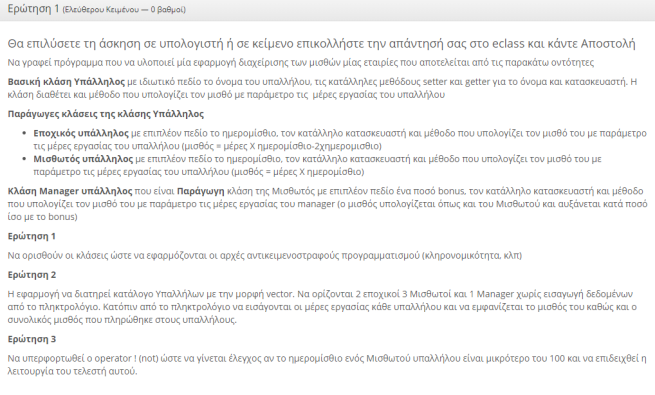 Ερώτηση 1 (Ελεύθερου Κειμένου — 0 βαθμοί)
Θα επιλύσετε τη άσκηση σε υπολογιστή ή σε κείμενο επικολλήστε την απάντησή σας στο eclass και κάντε Αποστολή
Να γραφεί πρόγραμμα που να υλοποιεί μία εφαρμογή διαχείρισης των μισθών μίας εταιρίες που αποτελείται από τις παρακάτω οντότητες
Βασική κλάση Υπάλληλος με ιδιωτικό πεδίο το όνομα του υπαλλήλου, τις κατάλληλες μεθόδους setter και getter για το όνομα και κατασκευαστή. Η
κλάση διαθέτει και μέθοδο που υπολογίζει τον μισθό με παράμετρο τις μέρες εργασίας του υπαλλήλου
Παράγωγες κλάσεις της κλάσης Υπάλληλος
• Εποχικός υπάλληλος με επιπλέον πεδίο το ημερομίσθιο, τον κατάλληλο κατασκευαστή και μέθοδο που υπολογίζει τον μισθό του με παράμετρο
τις μέρες εργασίας του υπαλλήλου (μισθός = μέρες Χ ημερομίσθιο-2χημερομισιο)
• Μισθωτός υπάλληλος με επιπλέον πεδίο το ημερομίσθιο, τον κατάλληλο κατασκευαστή και μέθοδο που υπολογίζει τον μισθό του με
παράμετρο τις μέρες εργασίας του υπαλλήλου (μισθός = μέρες Χ ημερομίσθιο)
Κλάση Manager υπάλληλος που είναι Παράγωγη κλάση της Μισθωτός με επιπλέον πεδίο ένα ποσό bonus, τον κατάλληλο κατασκευαστή και μέθοδο
που υπολογίζει τον μισθό του με παράμετρο τις μέρες εργασίας του manager (ο μισθός υπολογίζεται όπως και του Μισθωτού και αυξάνεται κατά ποσό
ίσο με το bonus)
Ερώτηση 1
Να ορισθούν οι κλάσεις ώστε να εφαρμόζονται οι αρχές αντικειμενοστραφούς προγραμματισμού (κληρονομικότητα, κλπ)
Ερώτηση 2
Η εφαρμογή να διατηρεί κατάλογο Υπαλλήλων με την μορφή vector. Να ορίζονται 2 εποχικοί 3 Μισθωτοί και 1 Manager χωρίς εισαγωγή δεδομένων
από το πληκτρολόγιο. Κατόπιν από το πληκτρολόγιο να εισάγονται οι μέρες εργασίας κάθε υπαλλήλου και να εμφανίζεται το μισθός του καθώς και ο
συνολικός μισθός που πληρώθηκε στους υπαλλήλους.
Ερώτηση 3
Να υπερφορτωθεί ο operator ! (not) ώστε να γίνεται έλεγχος αν το ημερομίσθιο ενός Μισθωτού υπαλλήλου είναι μικρότερο του 100 και να επιδειχθεί η
λειτουργία του τελεστή αυτού.